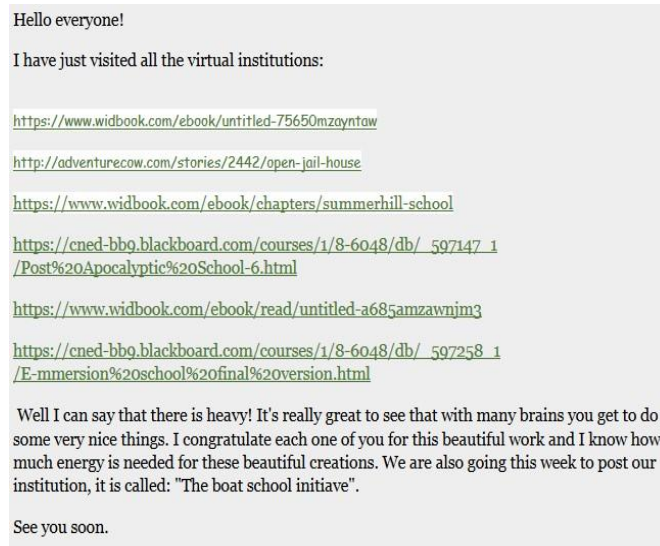 Hello everyone!
I have just visited all the virtual institutions:
https://www.widbook.com/ebook/untitled-75650mzayntaw
http://adventurecow.com/stories/2442/open-jail-house
https://www.widbook.com/ebook/chapters/summerhill-school
https://cned-bb9.blackboard.com/courses/1/8-6048/db/_597147_1
/Post%20Apocalyptic%20School-6.html
https://www.widbook.com/ebook/read/untitled-a685amzawnjm3
https://cned-bb9.blackboard.com/courses/1/8-6048/db/_597258_1
/E-mmersion%20school%20final%20version.html
Well I can say that there is heavy! It's really great to see that with many brains you get to do
some very nice things. I congratulate each one of you for this beautiful work and I know how
much energy is needed for these beautiful creations. We are also going this week to post our
institution, it is called: "The boat school initiave".
See you soon.